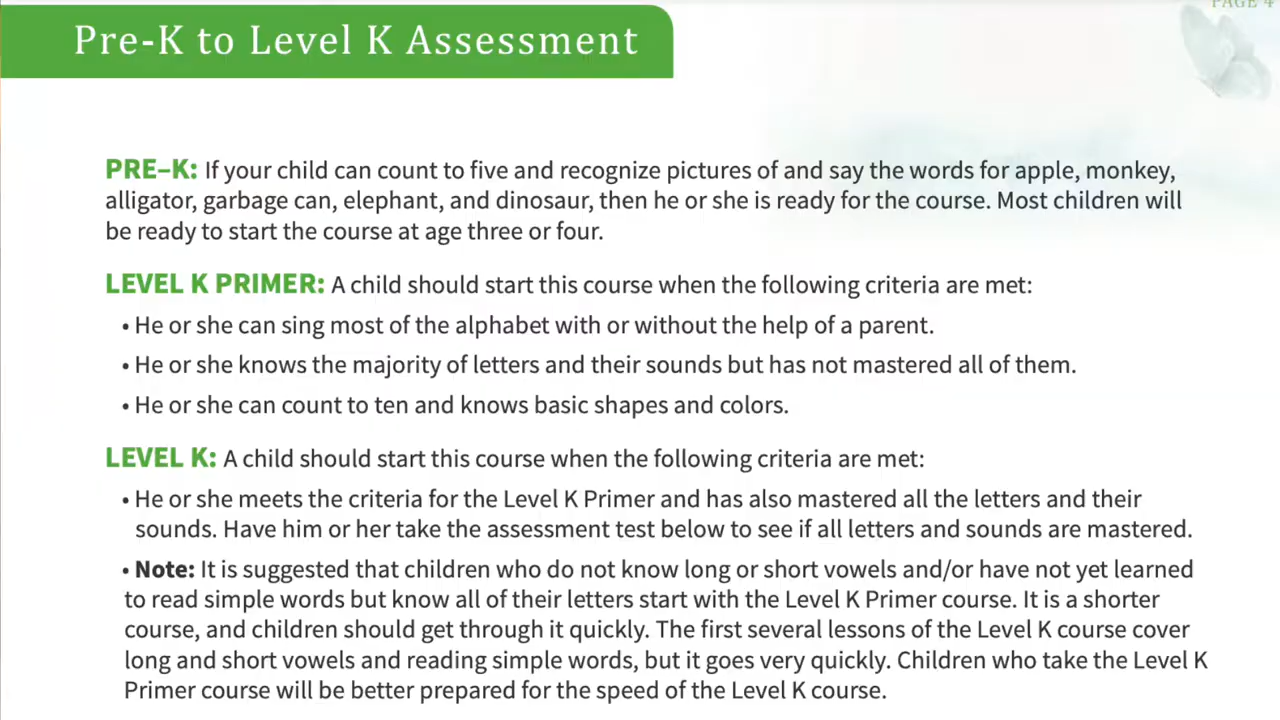 PAGE 4
Pre-K to Level K Assessment
PRE–K: If your child can count to five and recognize pictures of and say the words for apple, monkey,
alligator, garbage can, elephant, and dinosaur, then he or she is ready for the course. Most children will
be ready to start the course at age three or four.
LEVEL K PRIMER: A child should start this course when the following criteria are met:
• He or she can sing most of the alphabet with or without the help of a parent.
• He or she knows the majority of letters and their sounds but has not mastered all of them.
• He or she can count to ten and knows basic shapes and colors.
LEVEL K: A child should start this course when the following criteria are met:
• He or she meets the criteria for the Level K Primer and has also mastered all the letters and their
sounds. Have him or her take the assessment test below to see if all letters and sounds are mastered.
• Note: It is suggested that children who do not know long or short vowels and/or have not yet learned
to read simple words but know all of their letters start with the Level K Primer course. It is a shorter
course, and children should get through it quickly. The first several lessons of the Level K course cover
long and short vowels and reading simple words, but it goes very quickly. Children who take the Level K
Primer course will be better prepared for the speed of the Level K course.